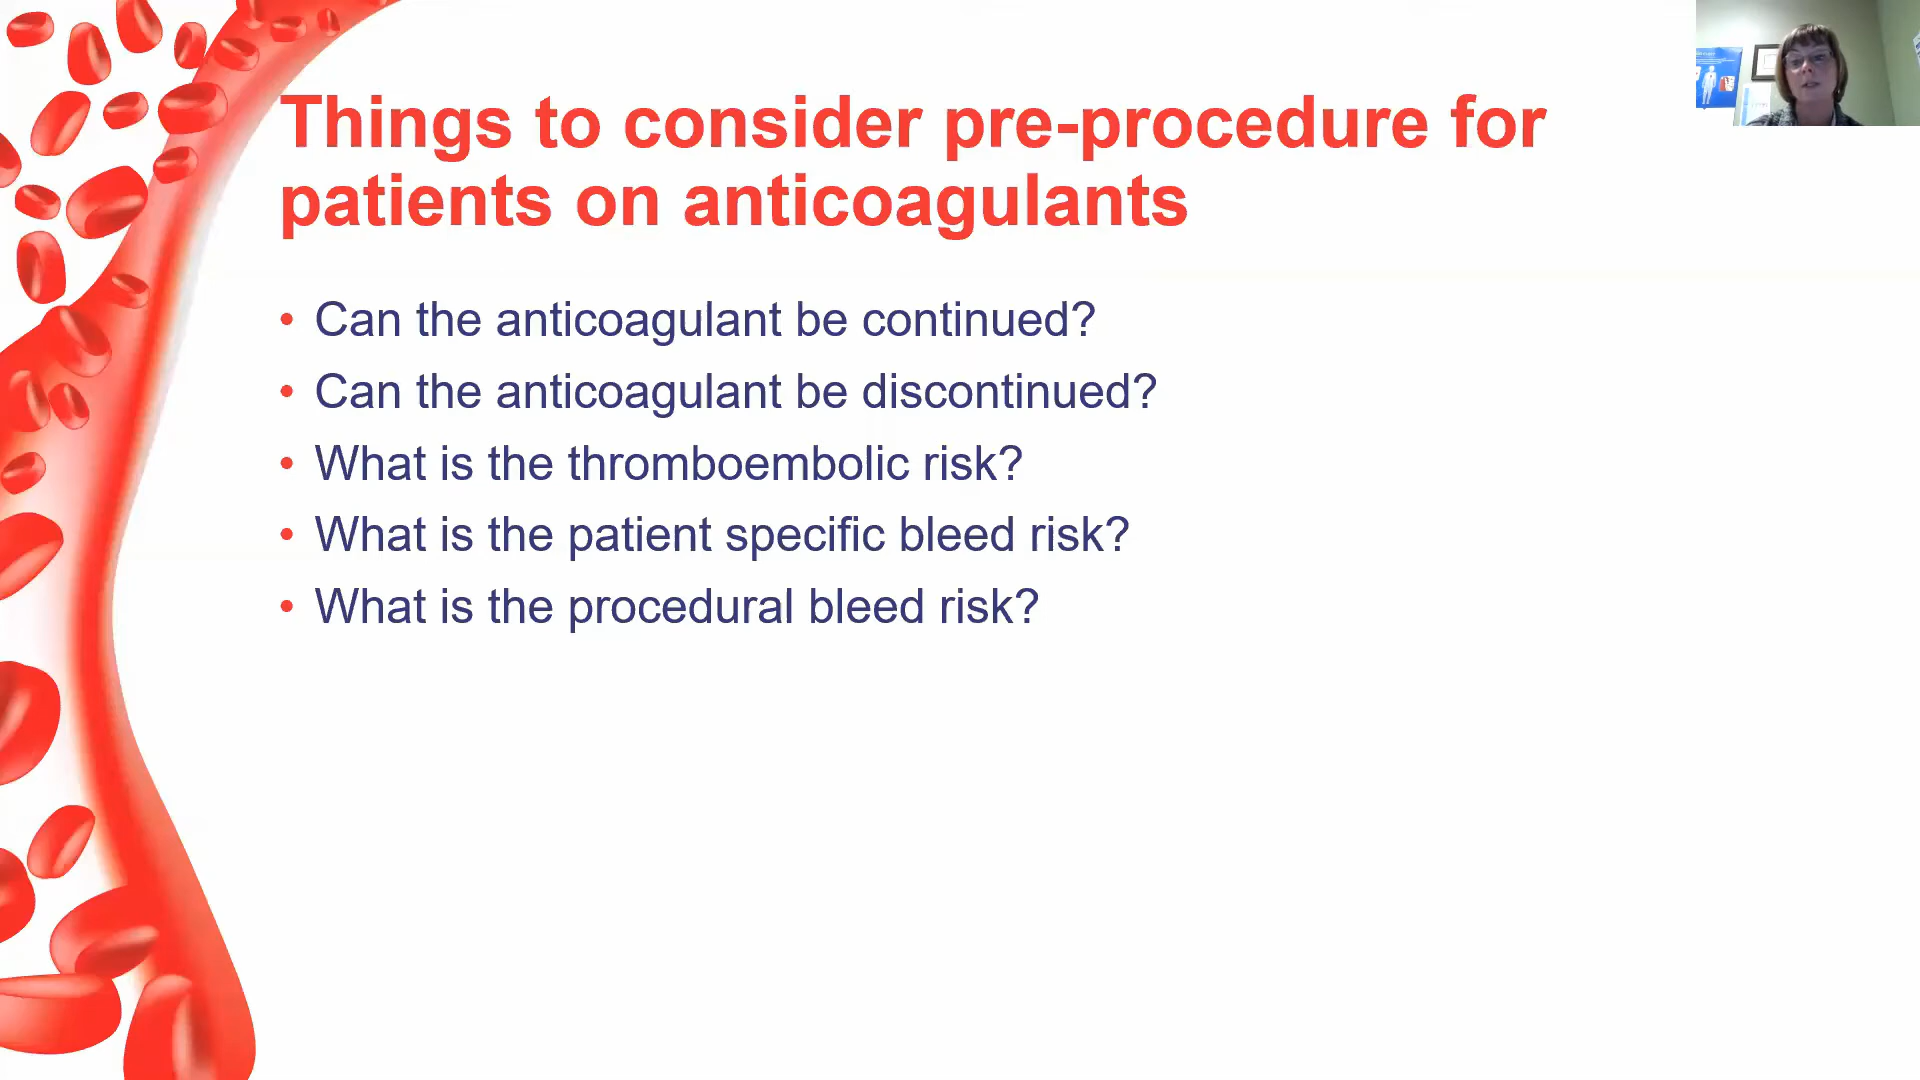 Things to consider pre-procedure for
patients on anticoagulants
• Can the anticoagulant be continued?
• Can the anticoagulant be discontinued?
• What is the thromboembolic risk?
• What is the patient specific bleed risk?
• What is the procedural bleed risk?